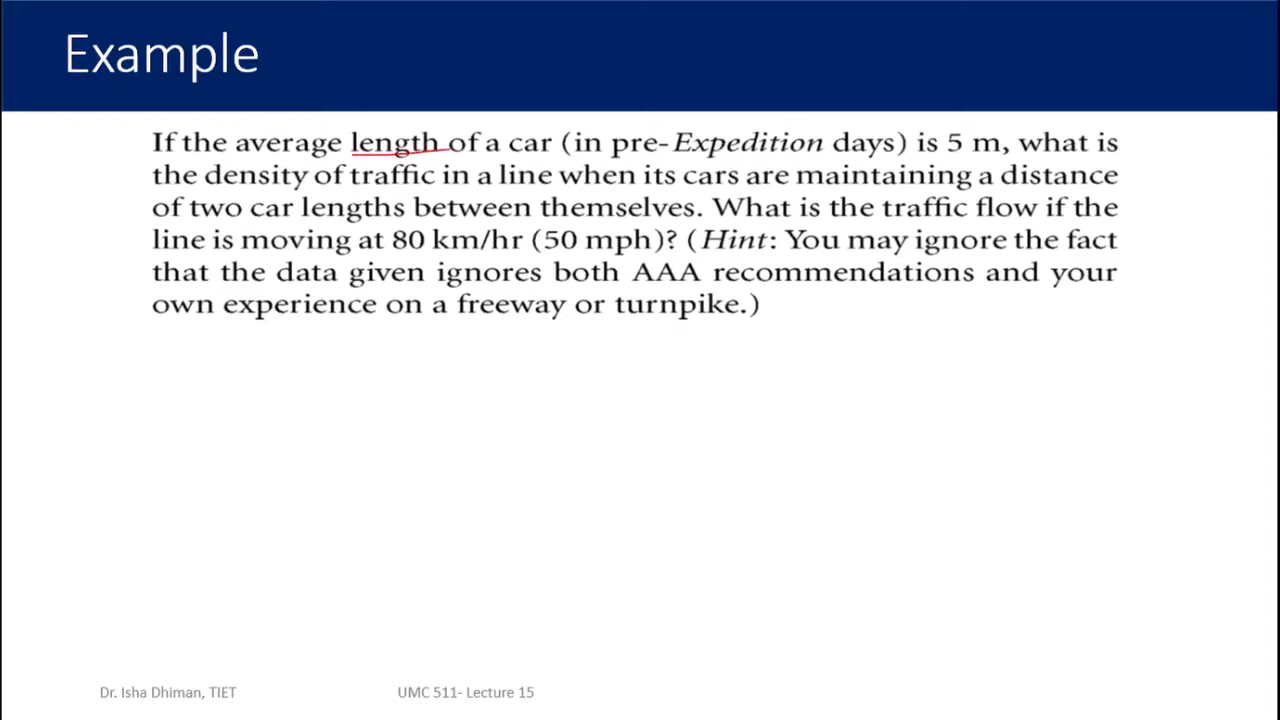 Example
If the average length of a car (in pre-Expedition days) is 5 m, what is
the density of traffic in a line when its cars are maintaining a distance
of two car lengths between themselves. What is the traffic flow if the
line is moving at 80 km/hr (50 mph)? (Hint: You may ignore the fact
that the data given ignores both AAA recommendations and your
own experience on a freeway or turnpike.)
Dr. Isha Dhiman, TIET
UMC 511- Lecture 15